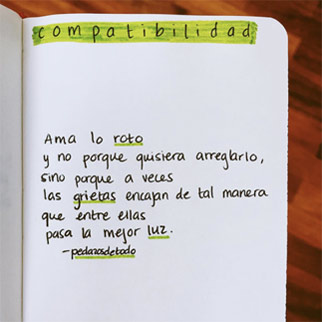 compatibilidad
Ama lo roto
y no porque quisiera arreglarlo,
sino porque a veces
las grietas encajan de tal manera
que entre ellas
pasa la mejor luz.
-pedazosdetodo